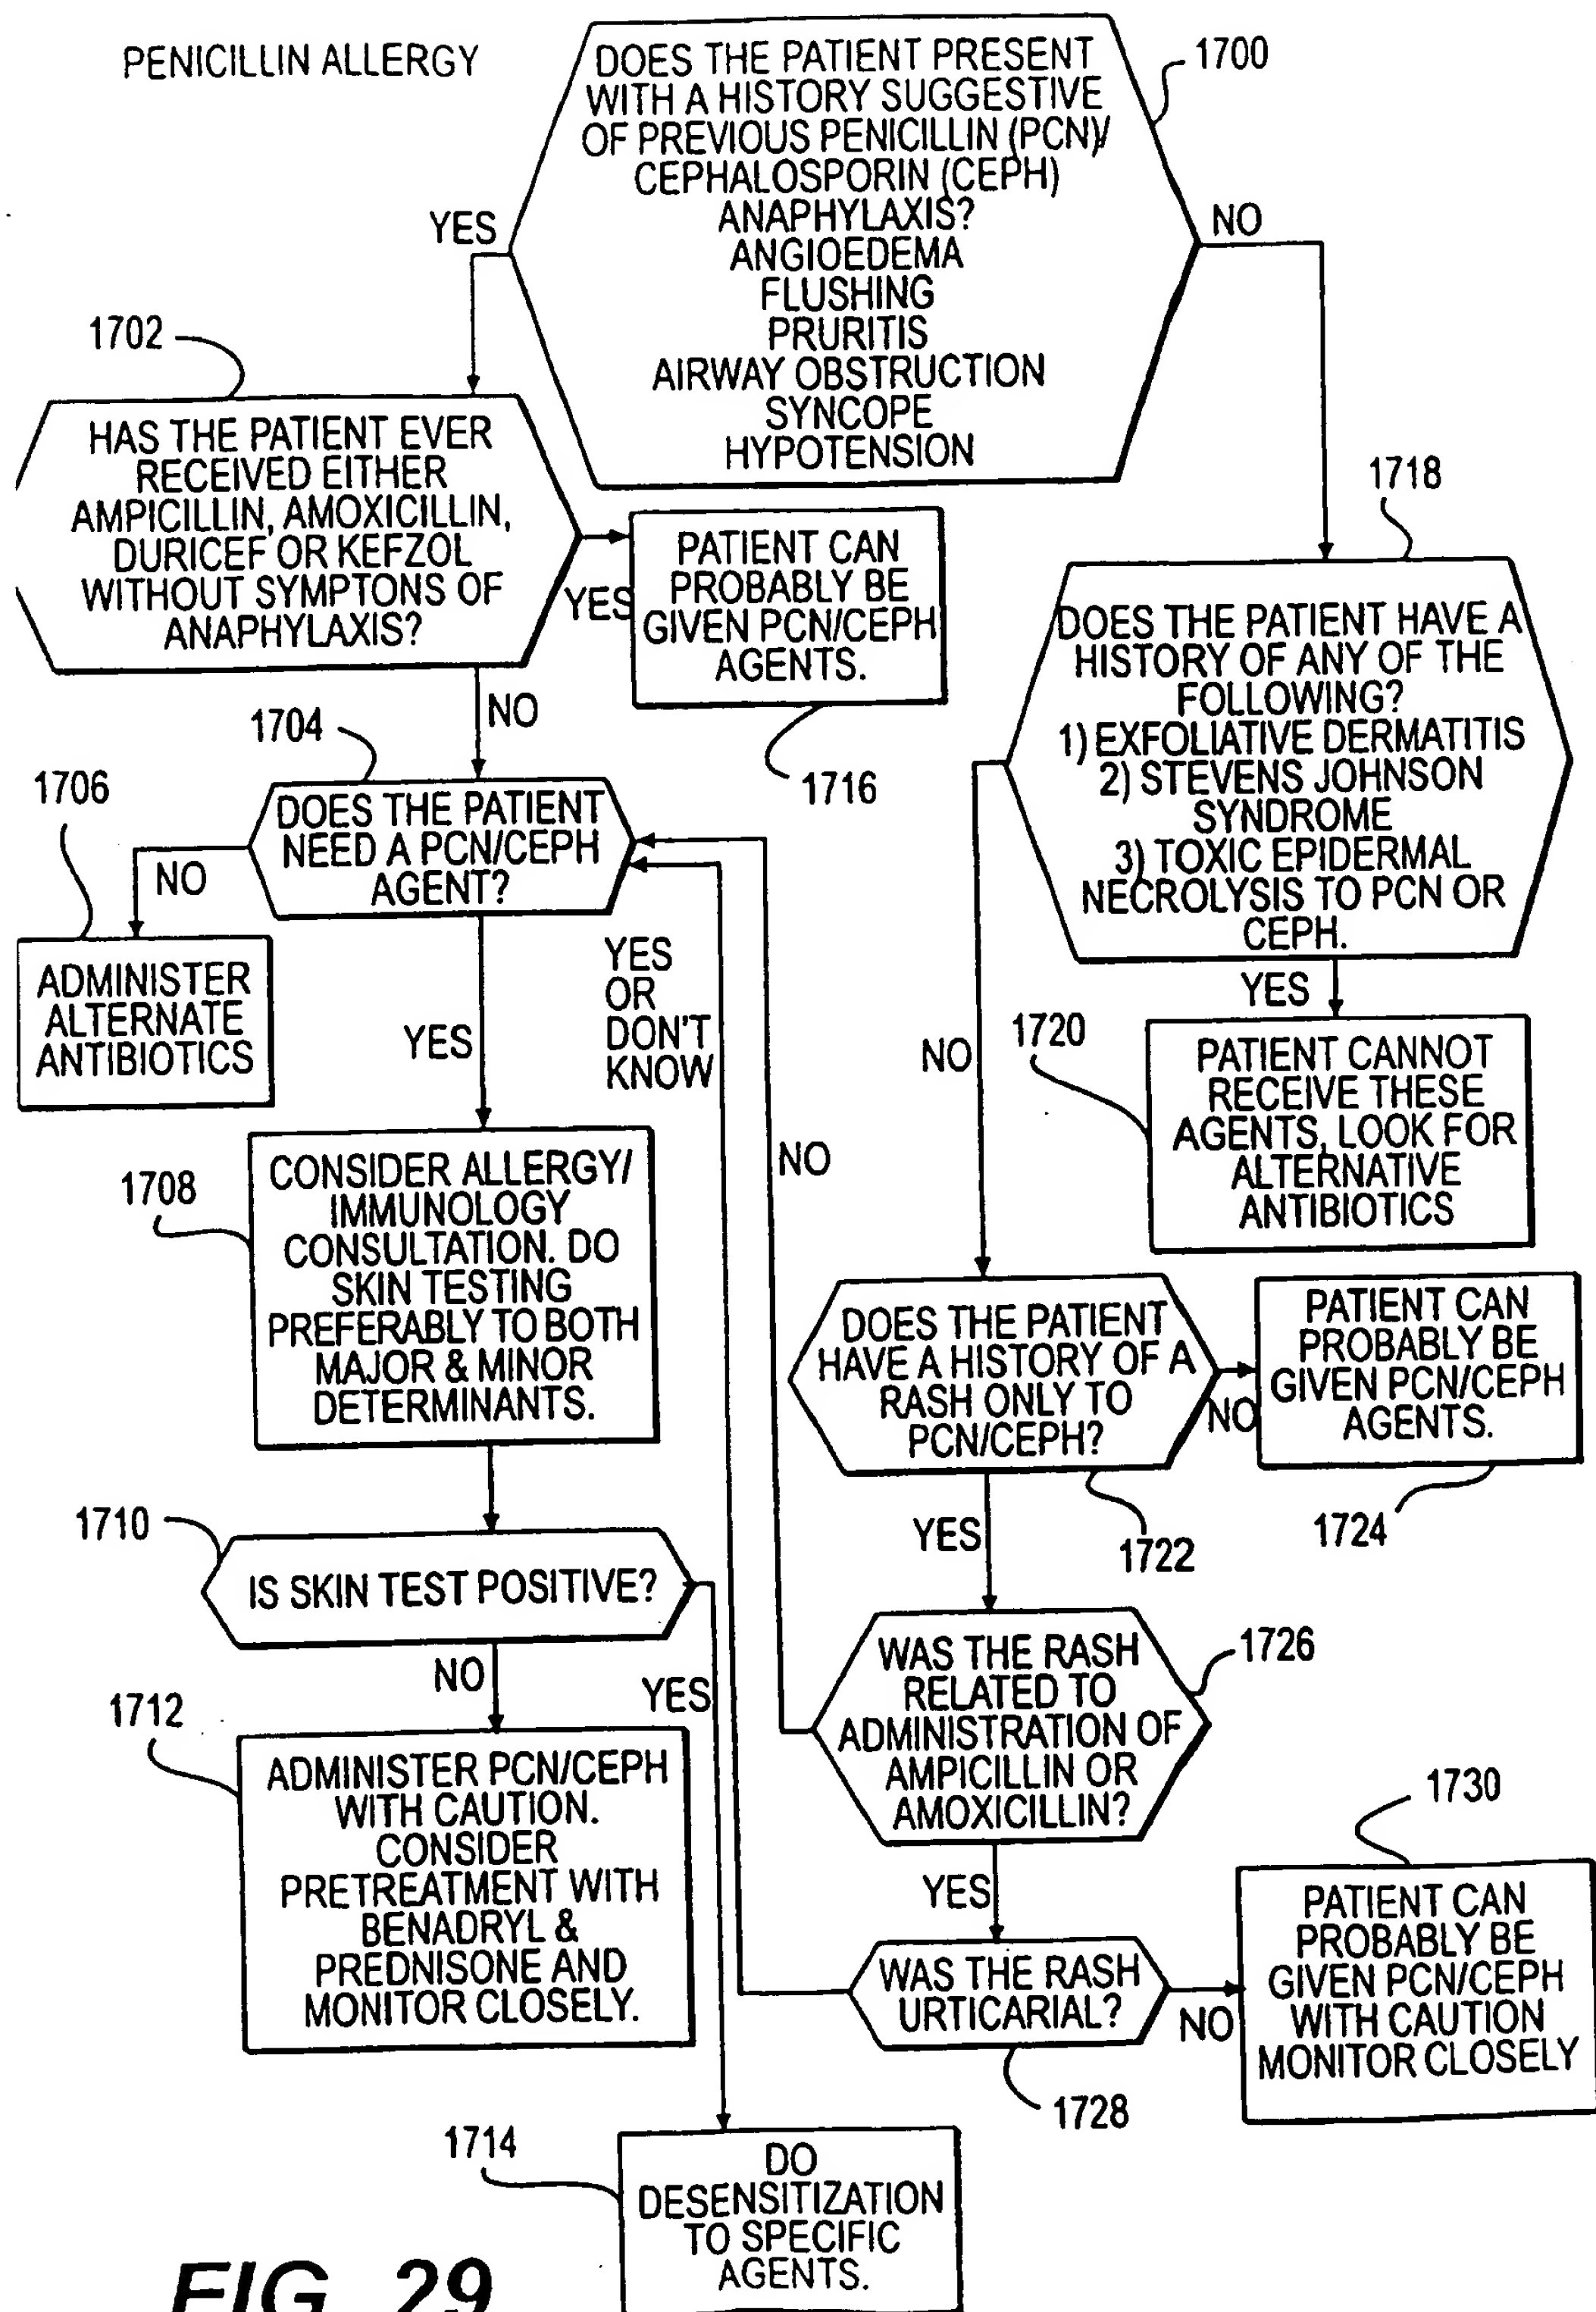 PENICILLIN ALLERGY
DOES THE PATIENT PRESENT
WITH A HISTORY SUGGESTIVE
OF PREVIOUS PENICILLIN (PCN)/
CEPHALOSPORIN (CEPH)
ANAPHYLAXIS?
ANGIOEDEMA
FLUSHING
PRURITIS
AIRWAY OBSTRUCTION
SYNCOPE
HYPOTENSION
1700
YES
NO
1702
HAS THE PATIENT EVER
RECEIVED EITHER
AMPICILLIN, AMOXICILLIN,
DURICEF OR KEFZOL
WITHOUT SYMPTONS OF
ANAPHYLAXIS?
YES
PATIENT CAN
PROBABLY BE
GIVEN PCN/CEPH
AGENTS.
1716
NO
1718
DOES THE PATIENT HAVE A
HISTORY OF ANY OF THE
FOLLOWING?
1) EXFOLIATIVE DERMATITIS
2) STEVENS JOHNSON
SYNDROME
3) TOXIC EPIDERMAL
NECROLYSIS TO PCN OR
CEPH.
1704
DOES THE PATIENT
NEED A PCN/CEPH
AGENT?
1706
NO
ADMINISTER
ALTERNATE
ANTIBIOTICS
YES
YES
OR
DON'T
KNOW
NO
NO
YES
1720
PATIENT CANNOT
RECEIVE THESE
AGENTS, LOOK FOR
ALTERNATIVE
ANTIBIOTICS
1708
CONSIDER ALLERGY/
IMMUNOLOGY
CONSULTATION. DO
SKIN TESTING
PREFERABLY TO BOTH
MAJOR & MINOR
DETERMINANTS.
DOES THE PATIENT
HAVE A HISTORY OF A
RASH ONLY TO
PCN/CEPH?
1722
NO
PATIENT CAN
PROBABLY BE
GIVEN PCN/CEPH
AGENTS.
1724
YES
1710
IS SKIN TEST POSITIVE?
NO
YES
WAS THE RASH
RELATED TO
ADMINISTRATION OF
AMPICILLIN OR
AMOXICILLIN?
1726
1712
ADMINISTER PCN/CEPH
WITH CAUTION.
CONSIDER
PRETREATMENT WITH
BENADRYL &
PREDNISONE AND
MONITOR CLOSELY.
YES
WAS THE RASH
URTICARIAL?
1728
NO
1730
PATIENT CAN
PROBABLY BE
GIVEN PCN/CEPH
WITH CAUTION
MONITOR CLOSELY
1714
DO
DESENSITIZATION
TO SPECIFIC
AGENTS.
FIG. 29